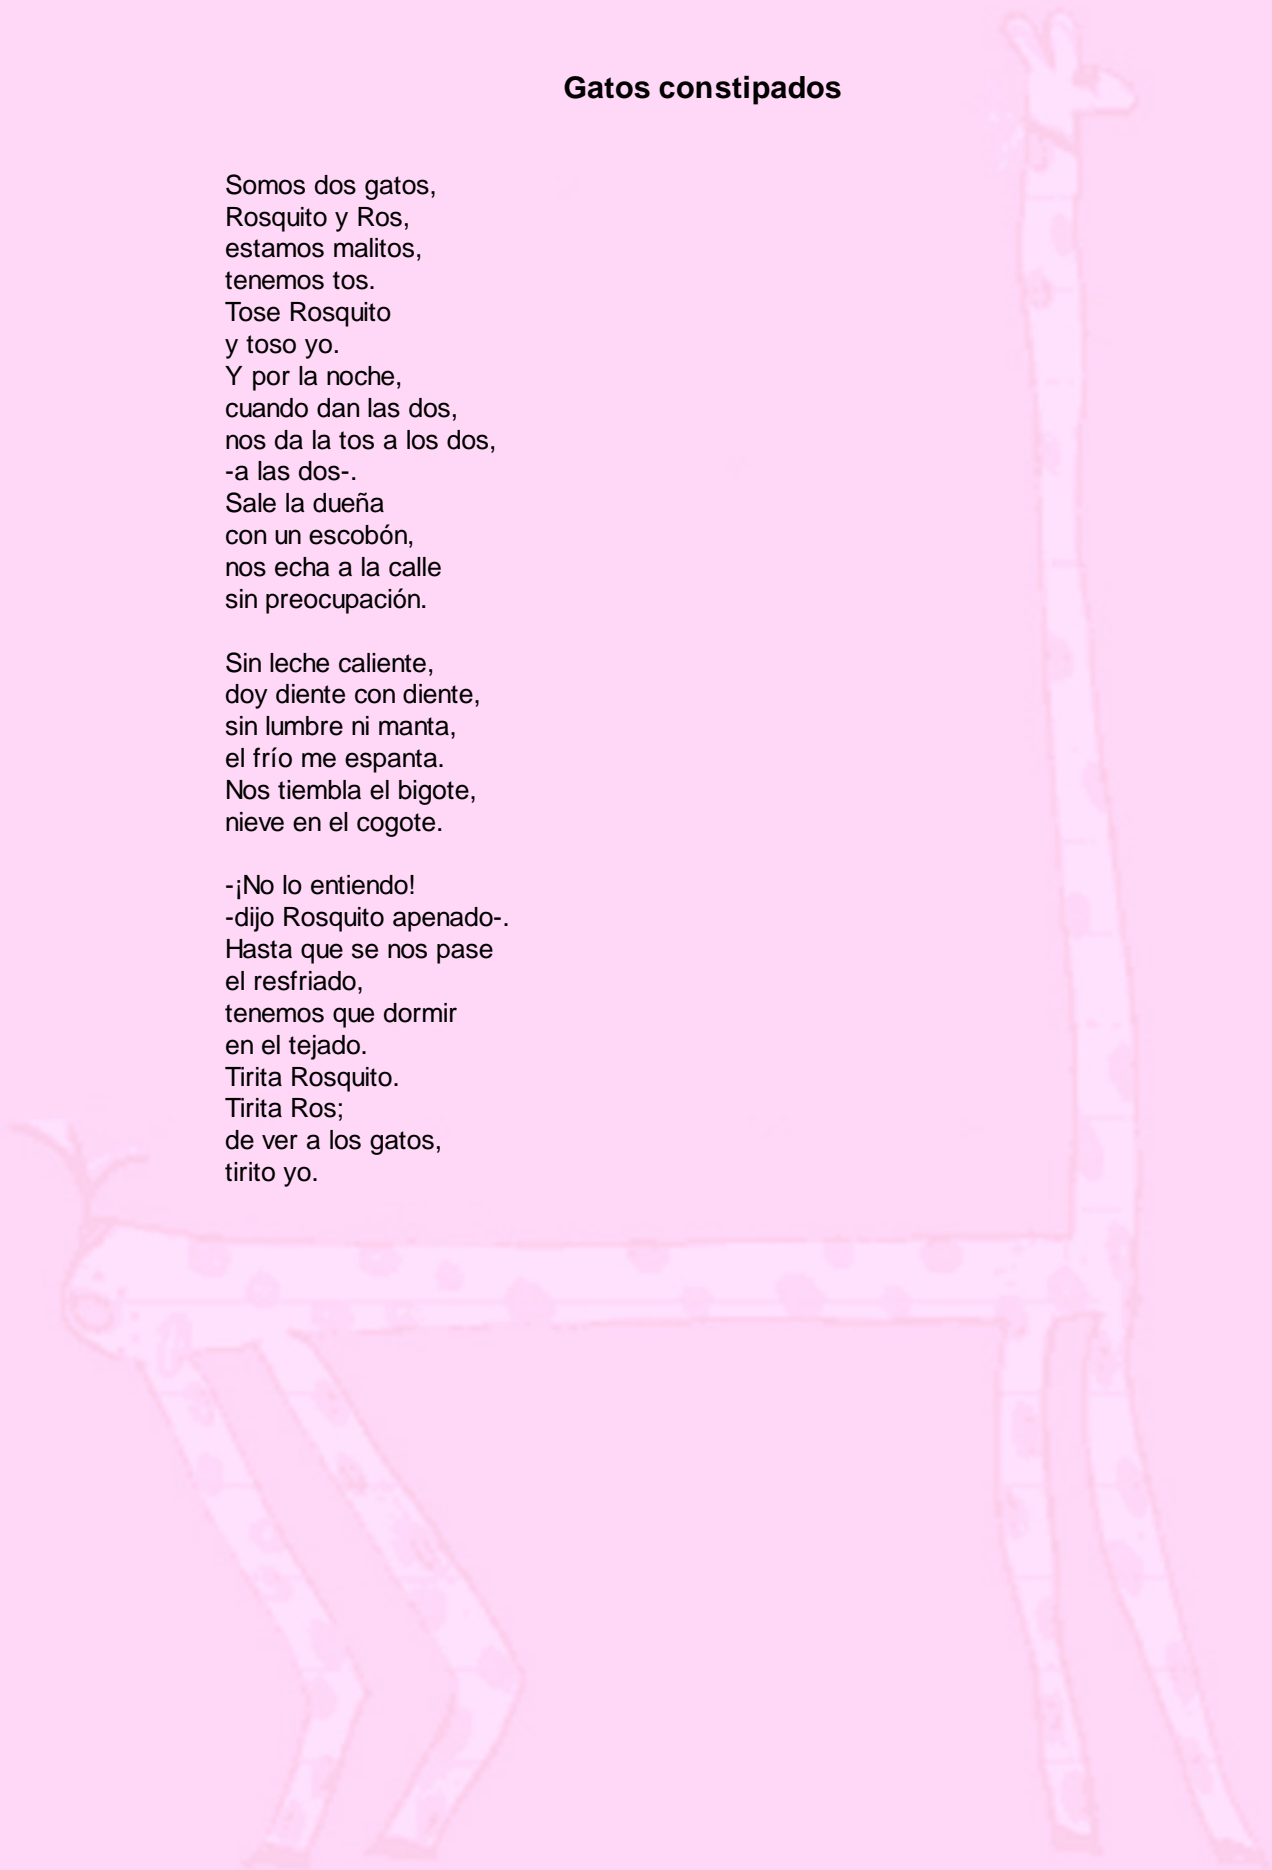 Gatos constipados
Somos dos gatos,
Rosquito y Ros,
estamos malitos,
tenemos tos.
Tose Rosquito
y toso yo.
Y por la noche,
cuando dan las dos,
nos da la tos a los dos,
-a las dos-.
Sale la dueña
con un escobón,
nos echa a la calle
sin preocupación.
Sin leche caliente,
doy diente con diente,
sin lumbre ni manta,
el frío me espanta.
Nos tiembla el bigote,
nieve en el cogote.
-¡No lo entiendo!
-dijo Rosquito apenado-.
Hasta que se nos pase
el resfriado,
tenemos que dormir
en el tejado.
Tirita Rosquito.
Tirita Ros;
de ver a los gatos,
tirito yo.